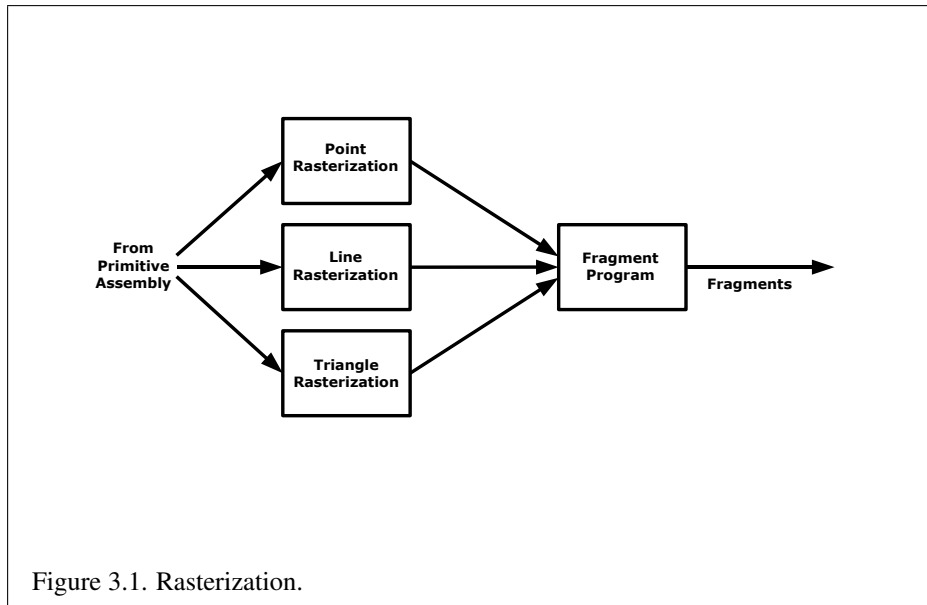 Point
Rasterization
From
Primitive
Assembly
Line
Rasterization
Fragment
Program
Fragments
Triangle
Rasterization
Figure 3.1. Rasterization.